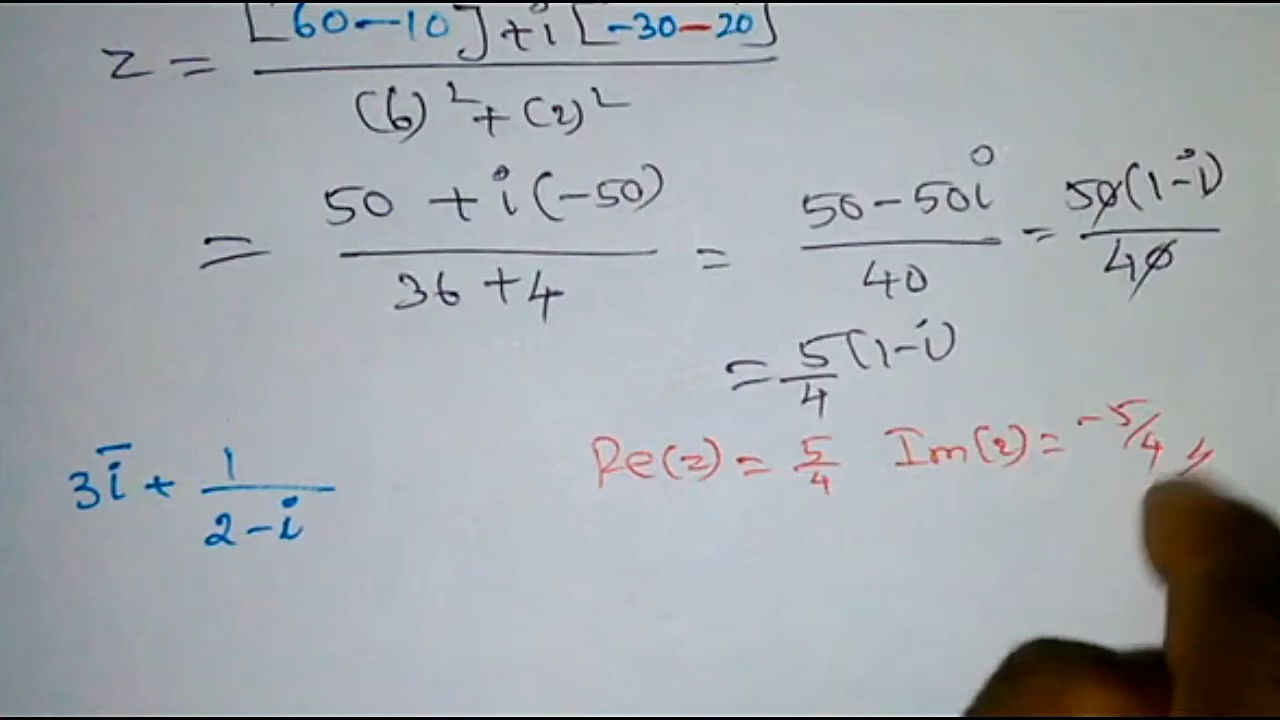 z = [60-10]+i[-30-20] / (6)²+(2)²
= 50 + i(-50) / 36+4 = 50-50i / 40 = 50(1-i) / 40
= 5/4 (1-i)
Re(z) = 5/4 Im(z) = -5/4
3i̅ + 1 / 2-i